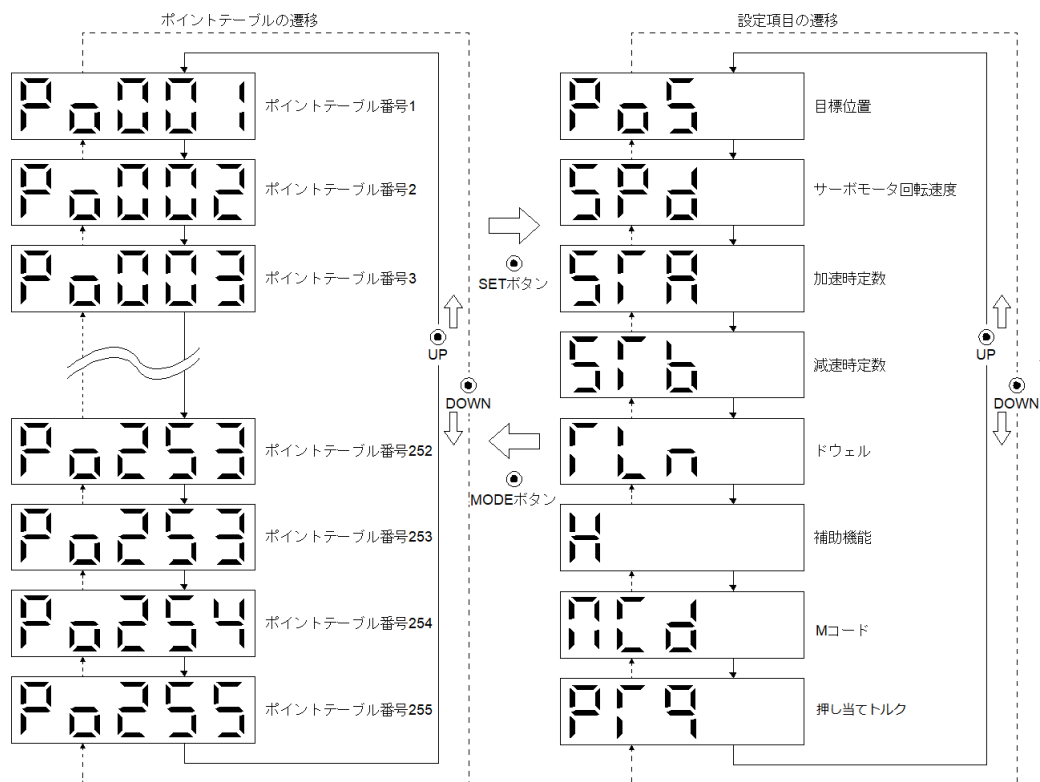 ポイントテーブルの遷移
Po001
ポイントテーブル番号1
Po002
ポイントテーブル番号2
Po003
ポイントテーブル番号3
Po253
ポイントテーブル番号252
Po253
ポイントテーブル番号253
Po254
ポイントテーブル番号254
Po255
ポイントテーブル番号255
UP
DOWN
SETボタン
MODEボタン
設定項目の遷移
PoS
目標位置
SPd
サーボモータ回転速度
STA
加速時定数
STb
減速時定数
TLn
ドウェル
H
補助機能
MCd
Mコード
PTq
押し当てトルク
UP
DOWN